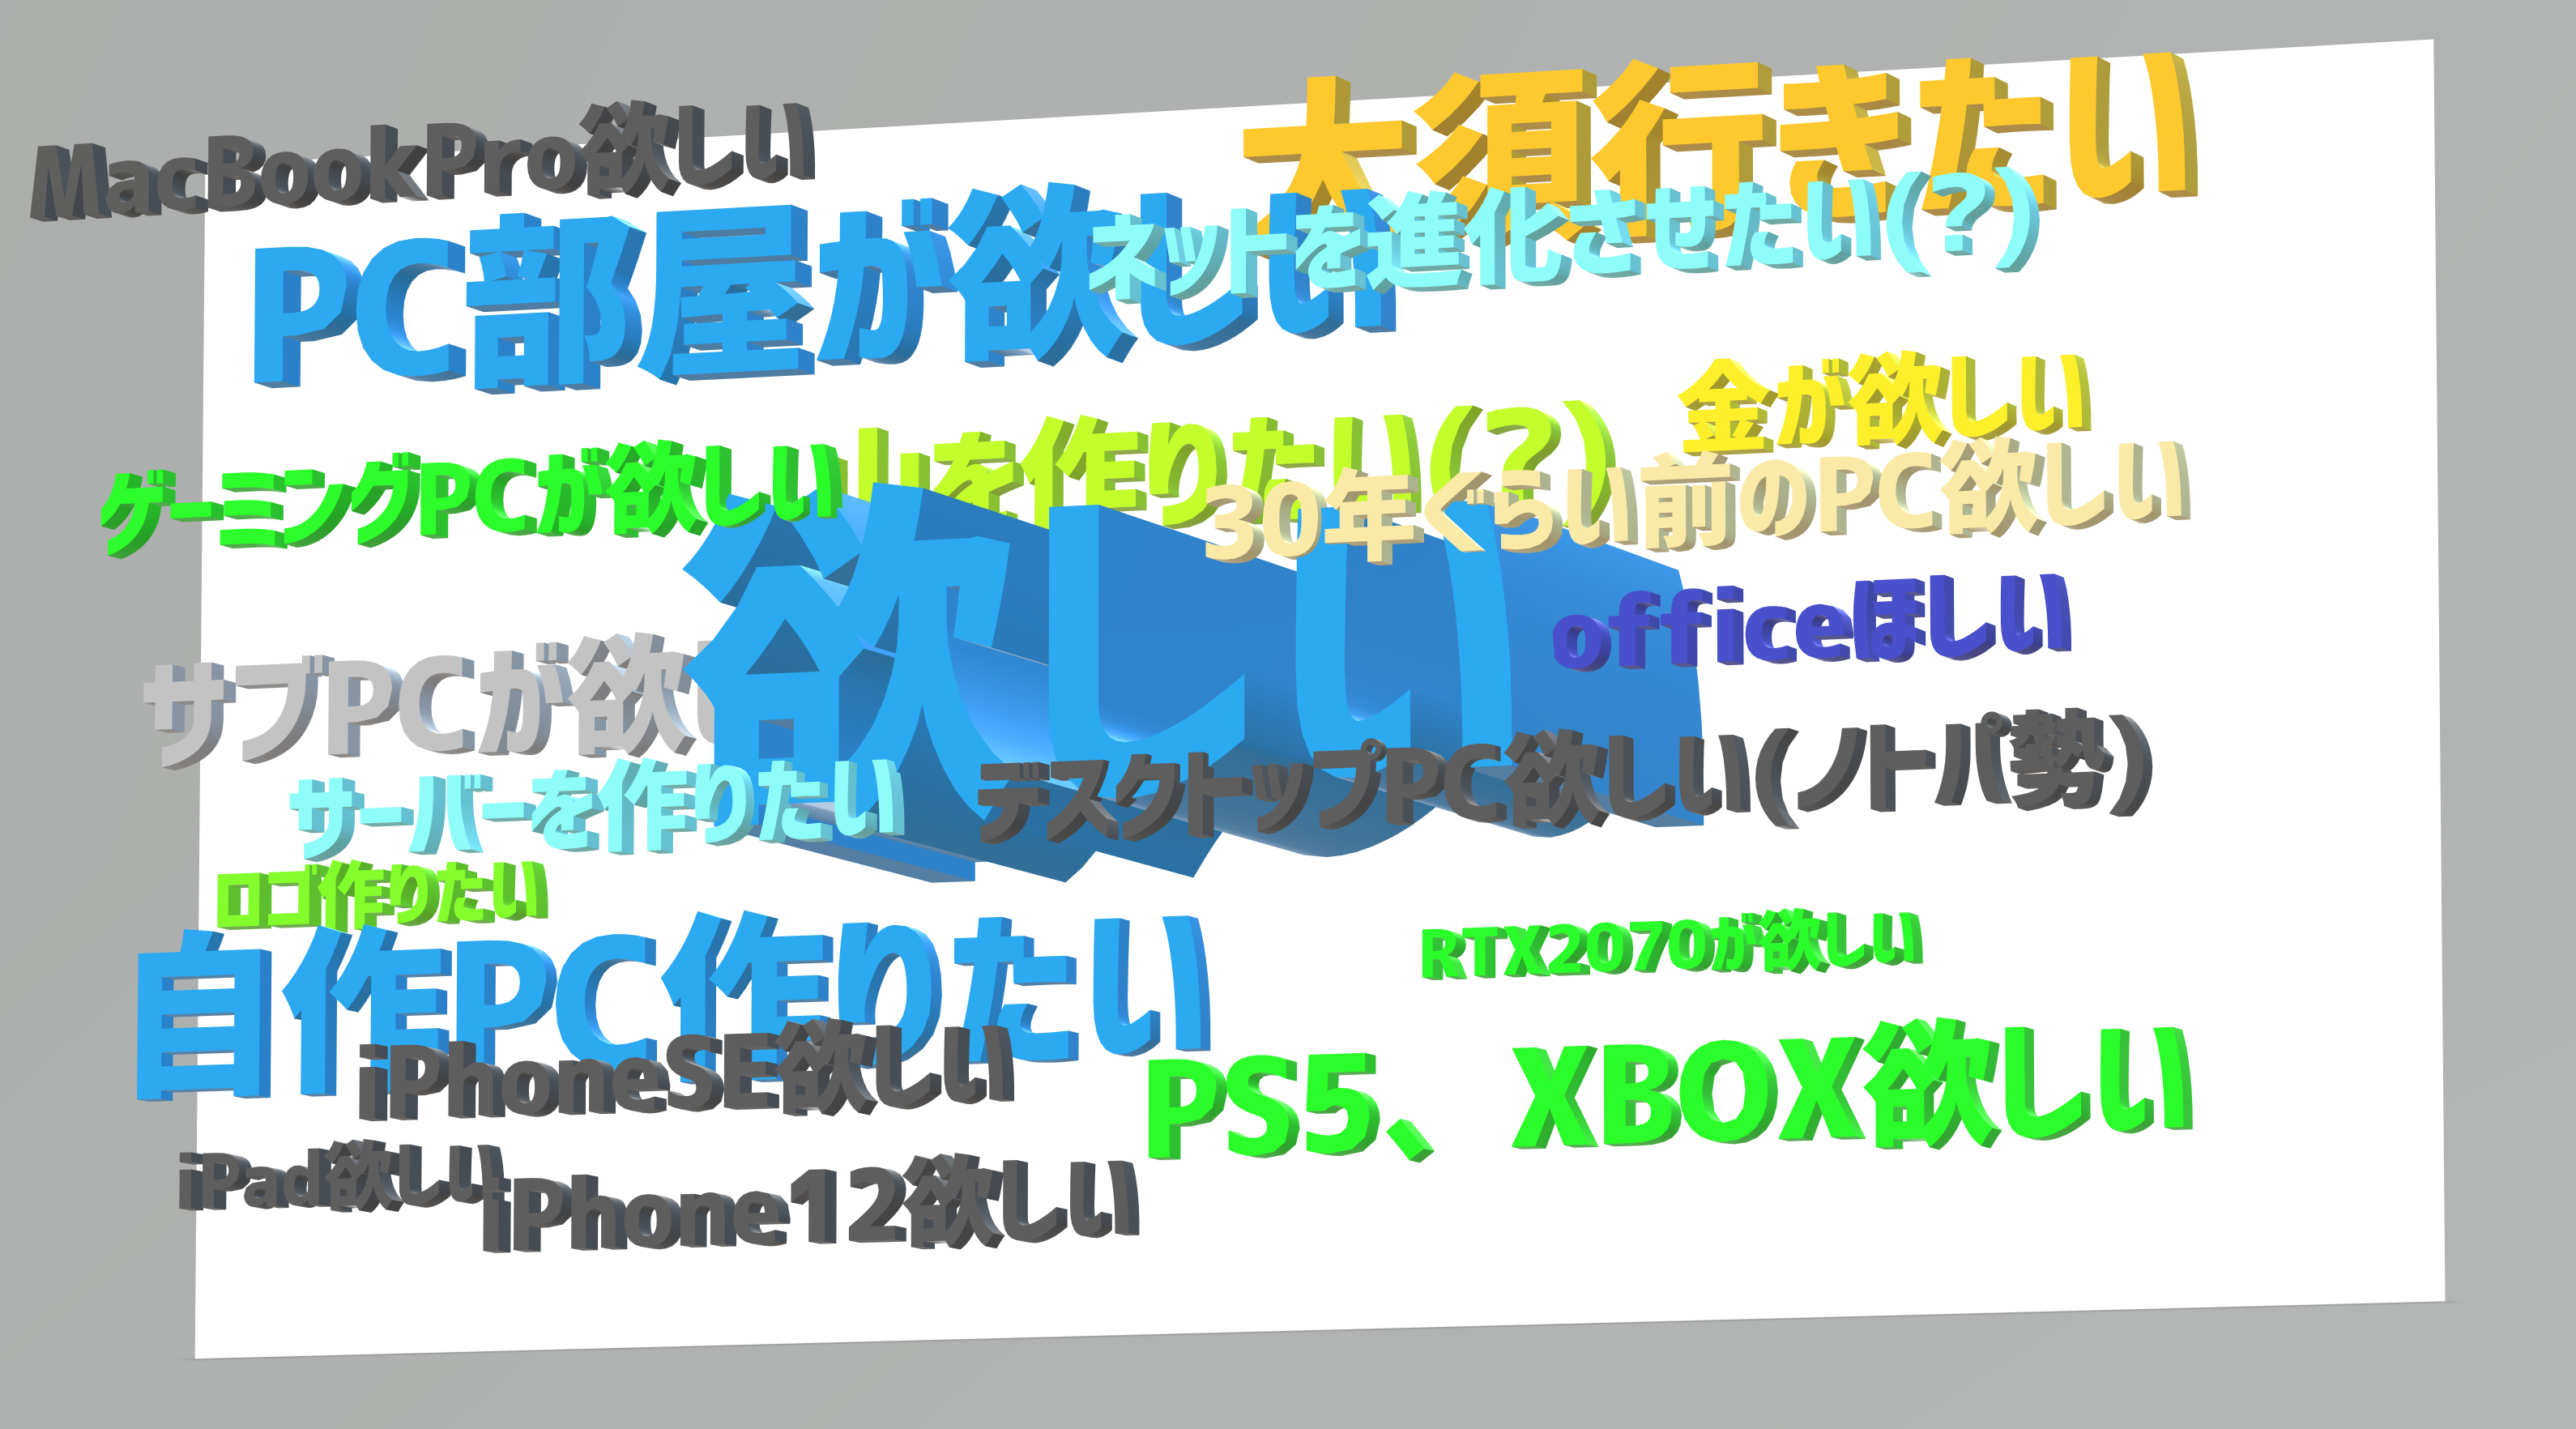 MacBookPro欲しい
大須行きたい
PC部屋が欲しい
ネットを進化させたい(?)
金が欲しい
ゲーミングPCが欲しい
を作りたい(?)
30年ぐらい前のPC欲しい
欲しい
officeほしい
サブPCが欲し
デスクトップPC欲しい(ノトパ勢)
サーバーを作りたい
ロゴ作りたい
自作PC作りたい
RTX2070が欲しい
iPhoneSE欲しい
PS5、XBOX欲しい
iPad欲しい
iPhone12欲しい